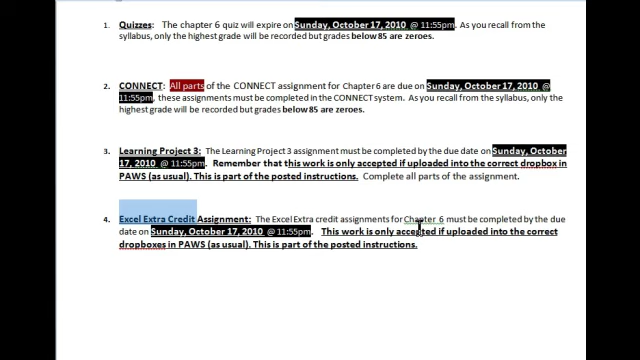 1. Quizzes: The chapter 6 quiz will expire on Sunday, October 17, 2010 @ 11:55pm. As you recall from the
syllabus, only the highest grade will be recorded but grades below 85 are zeroes.
2. CONNECT: All parts of the CONNECT assignment for Chapter 6 are due on Sunday, October 17, 2010 @
11:55pm, these assignments must be completed in the CONNECT system. As you recall from the syllabus, only the
highest grade will be recorded but grades below 85 are zeroes.
3. Learning Project 3: The Learning Project 3 assignment must be completed by the due date on Sunday, October
17, 2010 @ 11:55pm. Remember that this work is only accepted if uploaded into the correct dropbox in
PAWS (as usual). This is part of the posted instructions. Complete all parts of the assignment.
4. Excel Extra Credit Assignment: The Excel Extra credit assignments for Chapter 6 must be completed by the due
date on Sunday, October 17, 2010 @ 11:55pm. This work is only accepted if uploaded into the correct
dropboxes in PAWS (as usual). This is part of the posted instructions.